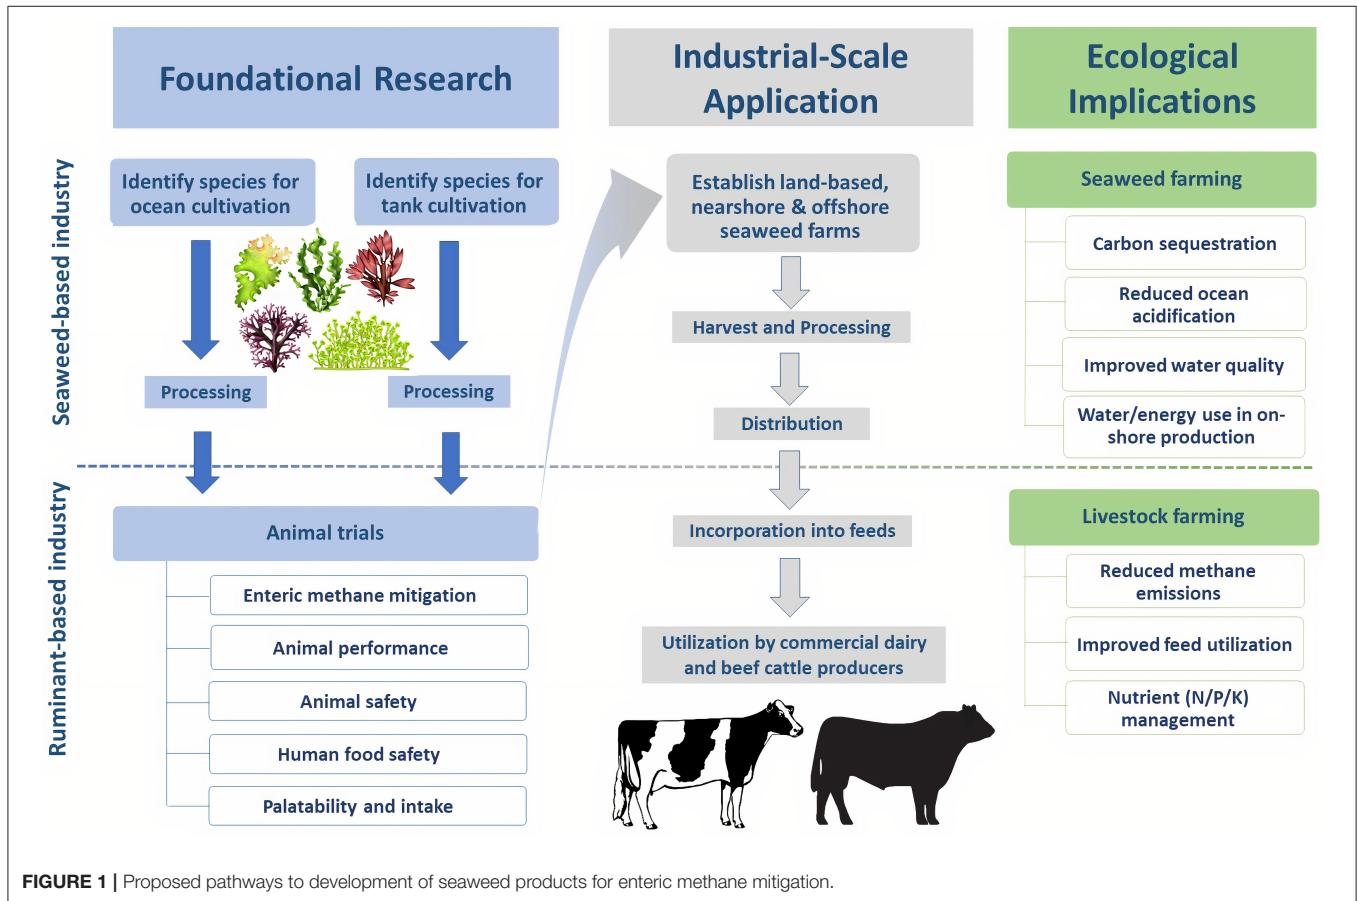 Foundational Research
Industrial-Scale
Application
Ecological
Implications
Seaweed-based industry
Identify species for
ocean cultivation
Identify species for
tank cultivation
Processing
Processing
Establish land-based,
nearshore & offshore
seaweed farms
Harvest and Processing
Distribution
Seaweed farming
Carbon sequestration
Reduced ocean
acidification
Improved water quality
Water/energy use in on-
shore production
Ruminant-based industry
Animal trials
Enteric methane mitigation
Animal performance
Animal safety
Human food safety
Palatability and intake
Incorporation into feeds
Utilization by commercial dairy
and beef cattle producers
Livestock farming
Reduced methane
emissions
Improved feed utilization
Nutrient (N/P/K)
management
FIGURE 1 | Proposed pathways to development of seaweed products for enteric methane mitigation.